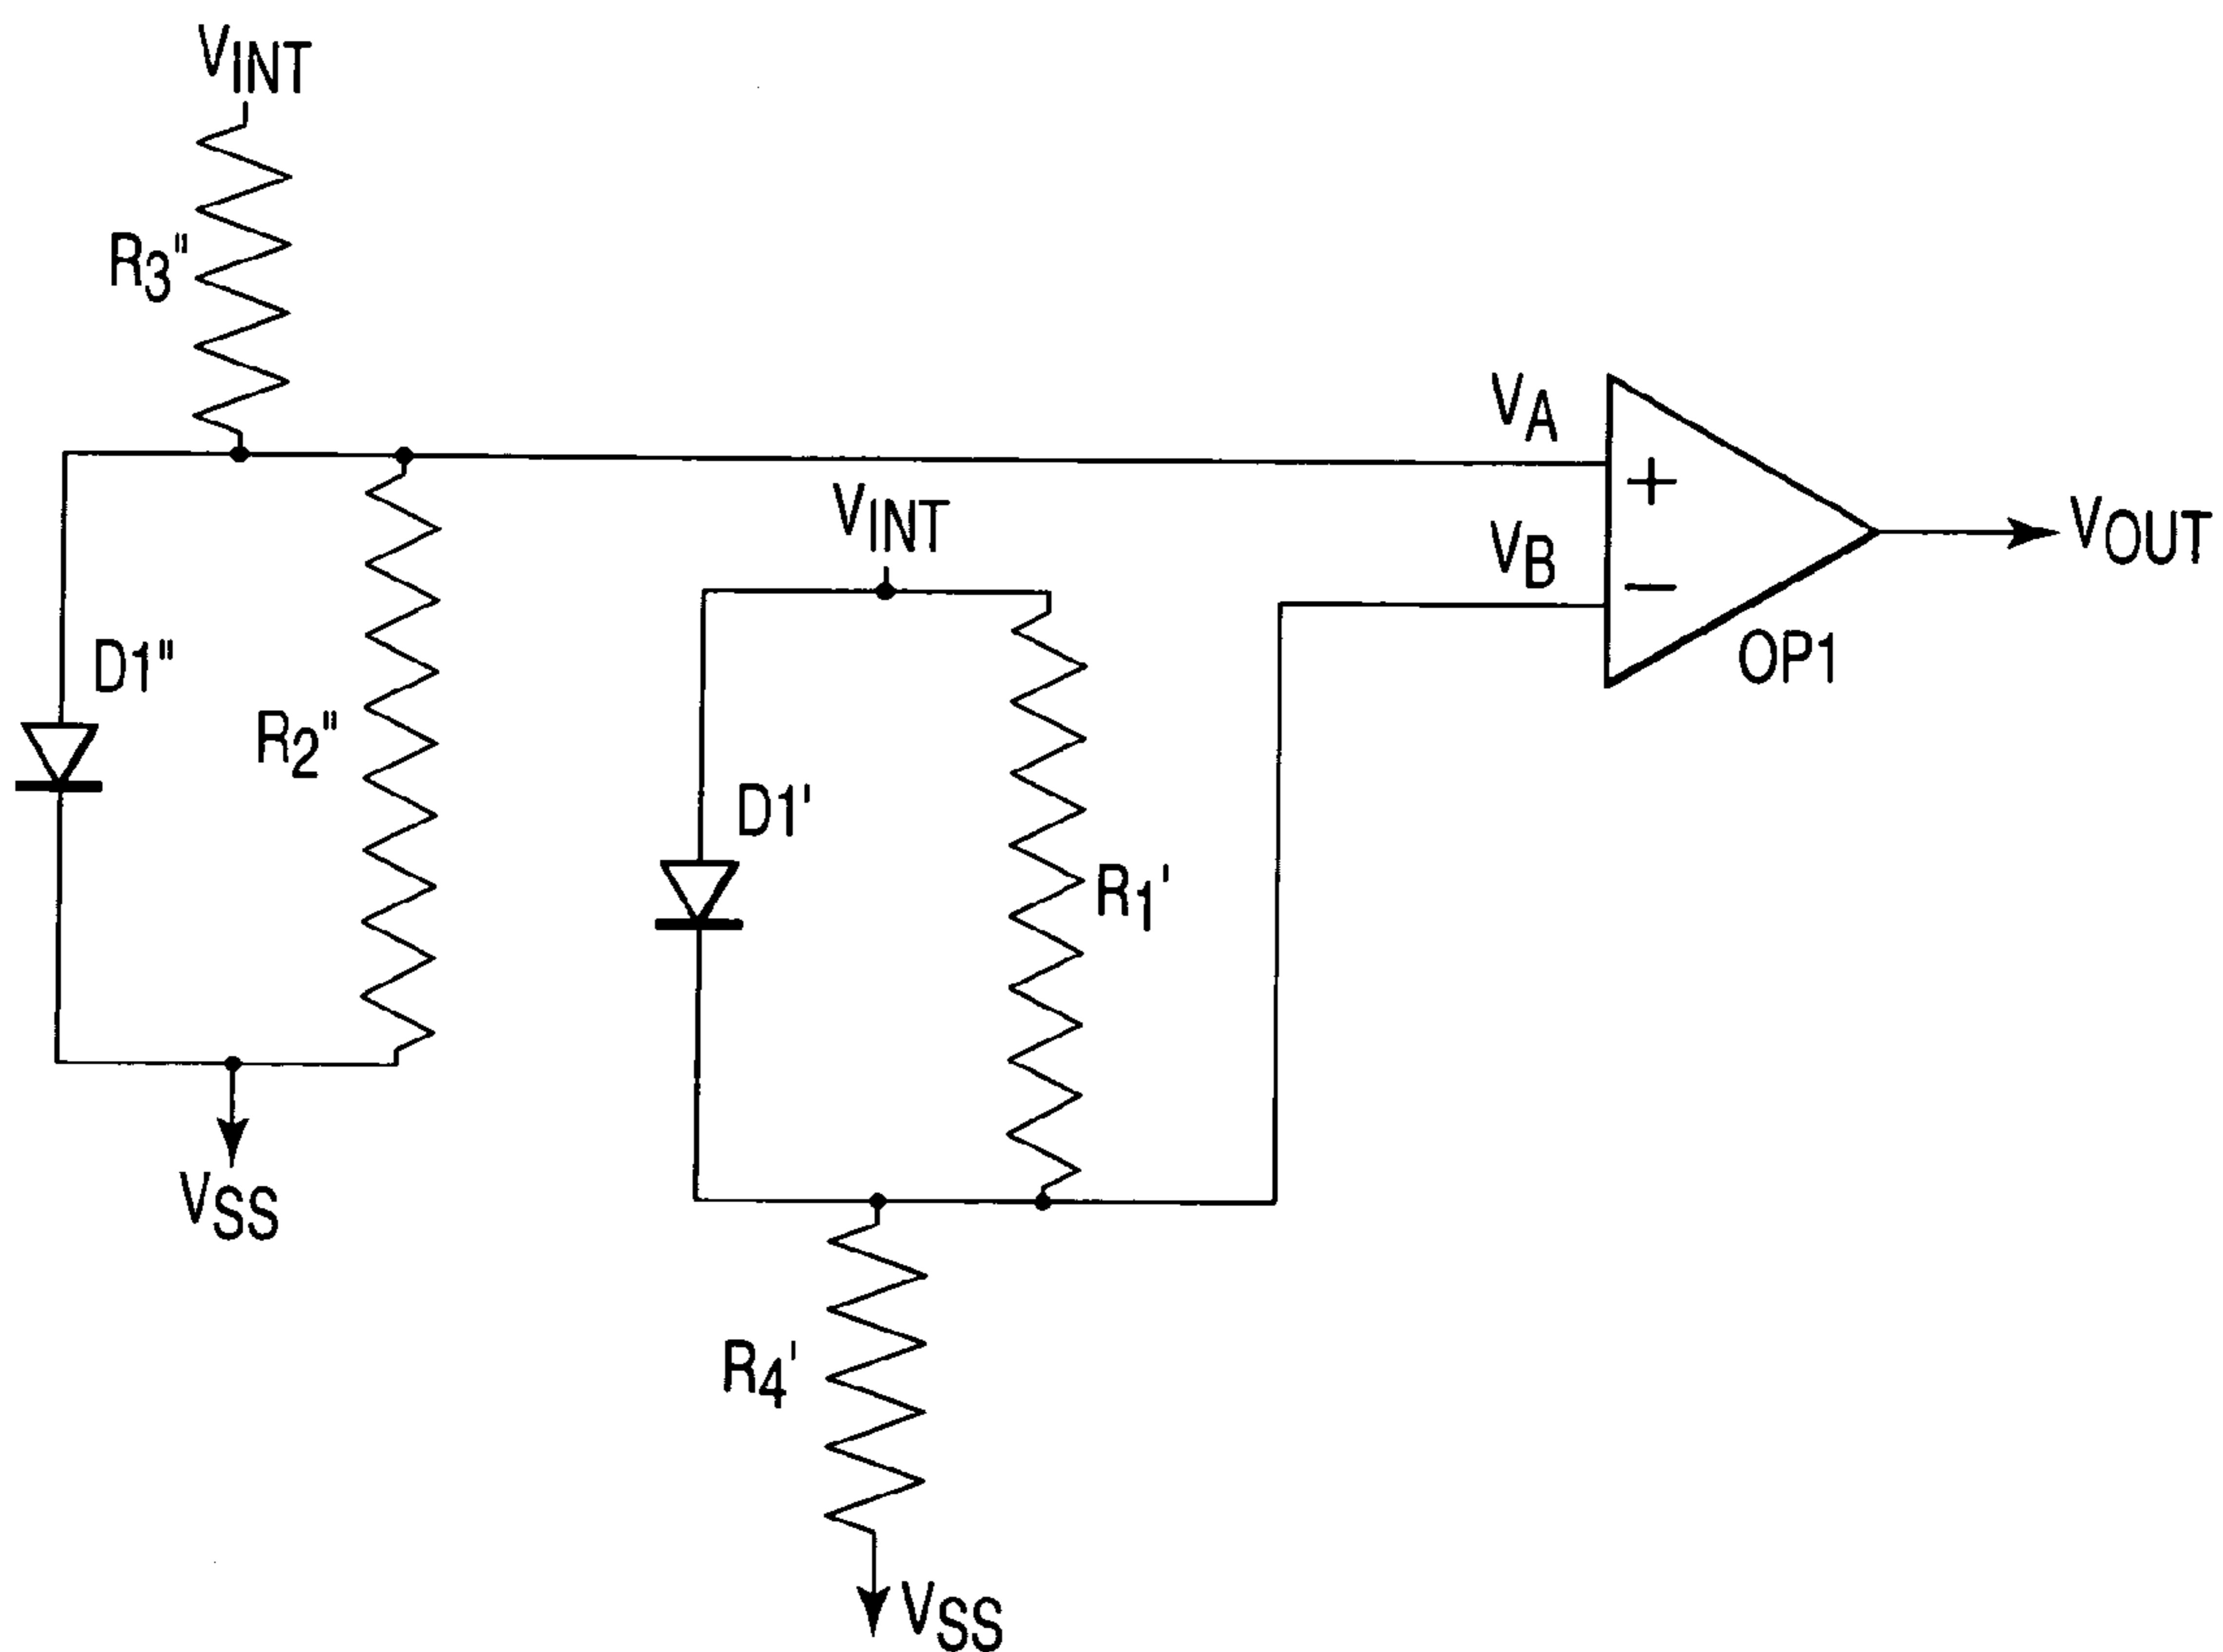 VINT
R3"
VA
+
VINT
VB
−
VOUT
OP1
D1"
R2"
D1'
R1'
VSS
R4'
VSS